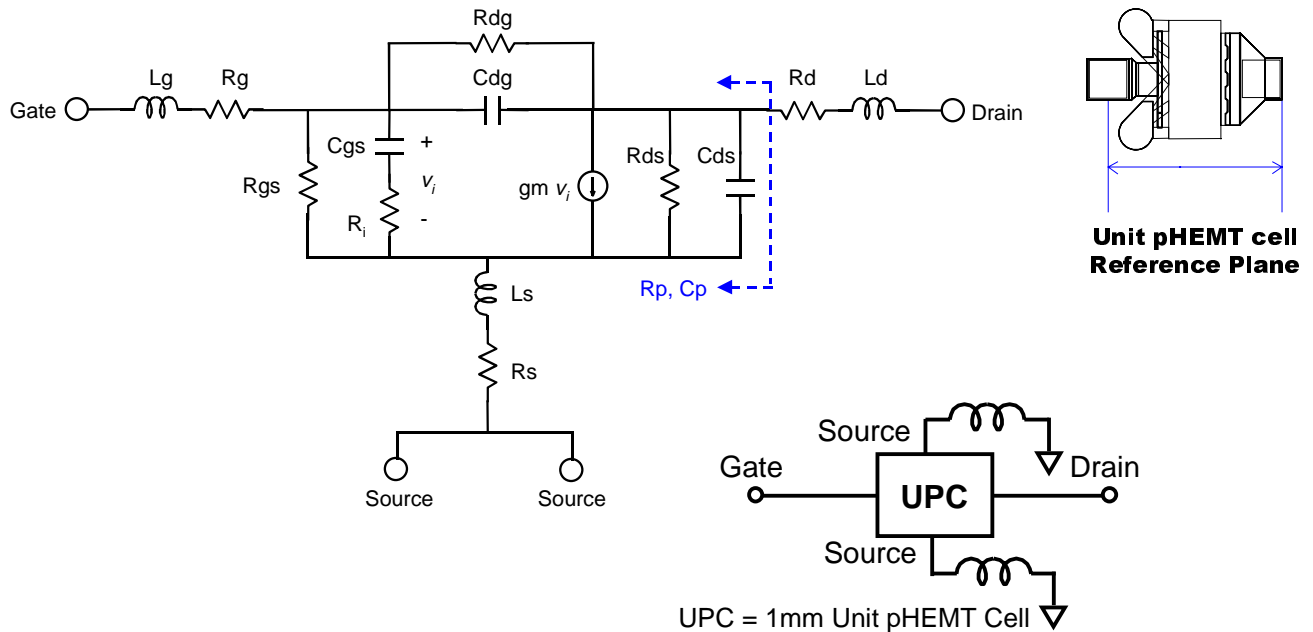 Rdg
Lg
Rg
Cdg
Rd
Ld
Gate
Drain
Cgs
+
Rds
Cds
Rgs
vi
gm vi
Ri
-
Unit pHEMT cell
Reference Plane
Rp, Cp
Ls
Rs
Source
Source
Source
Gate
Drain
UPC
Source
UPC = 1mm Unit pHEMT Cell